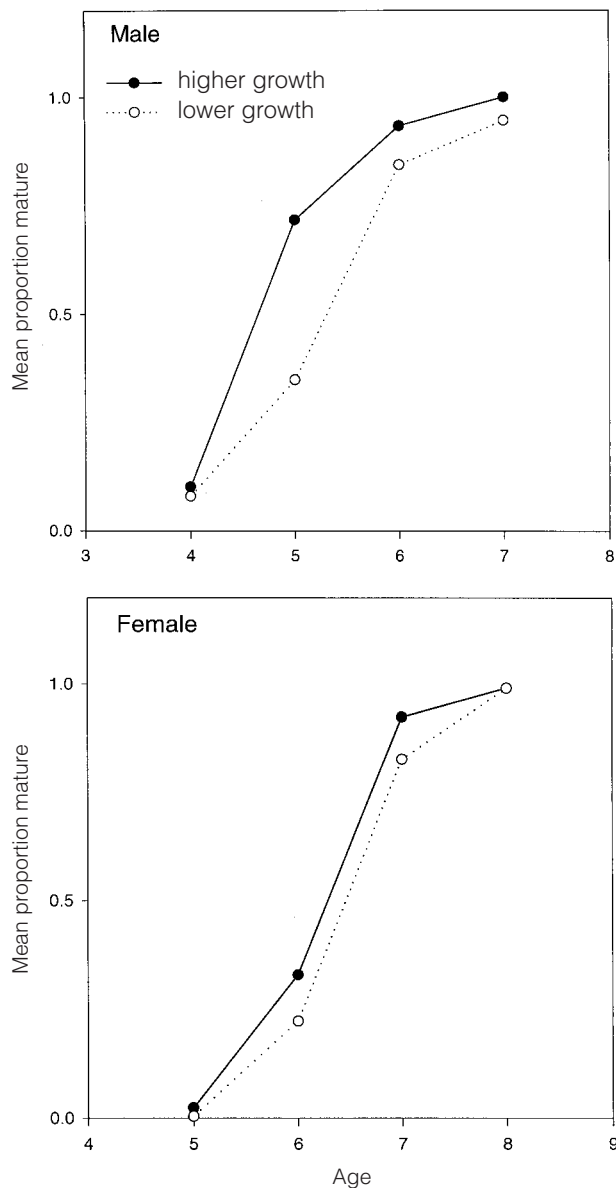 Male
higher growth
lower growth
Mean proportion mature
1.0
0.5
0.0
3 4 5 6 7 8
Female
Mean proportion mature
1.0
0.5
0.0
4 5 6 7 8 9
Age